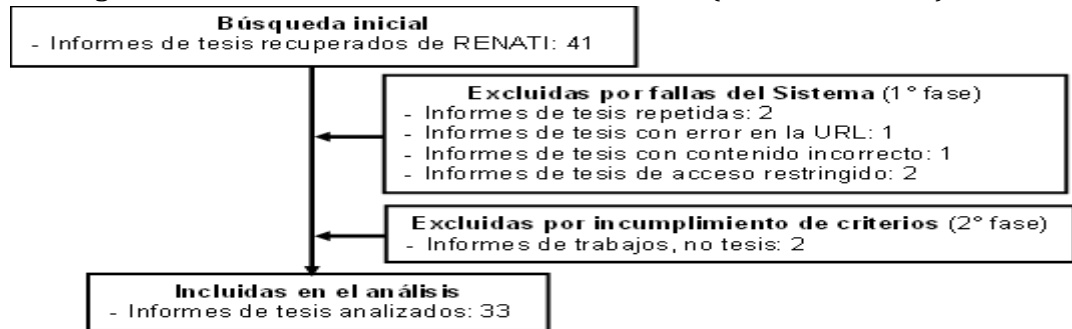 Búsqueda inicial
- Informes de tesis recuperados de RENATI: 41
Excluidas por fallas del Sistema (1° fase)
- Informes de tesis repetidas: 2
- Informes de tesis con error en la URL: 1
- Informes de tesis con contenido incorrecto: 1
- Informes de tesis de acceso restringido: 2
Excluidas por incumplimiento de criterios (2° fase)
- Informes de trabajos, no tesis: 2
Incluidas en el análisis
- Informes de tesis analizados: 33